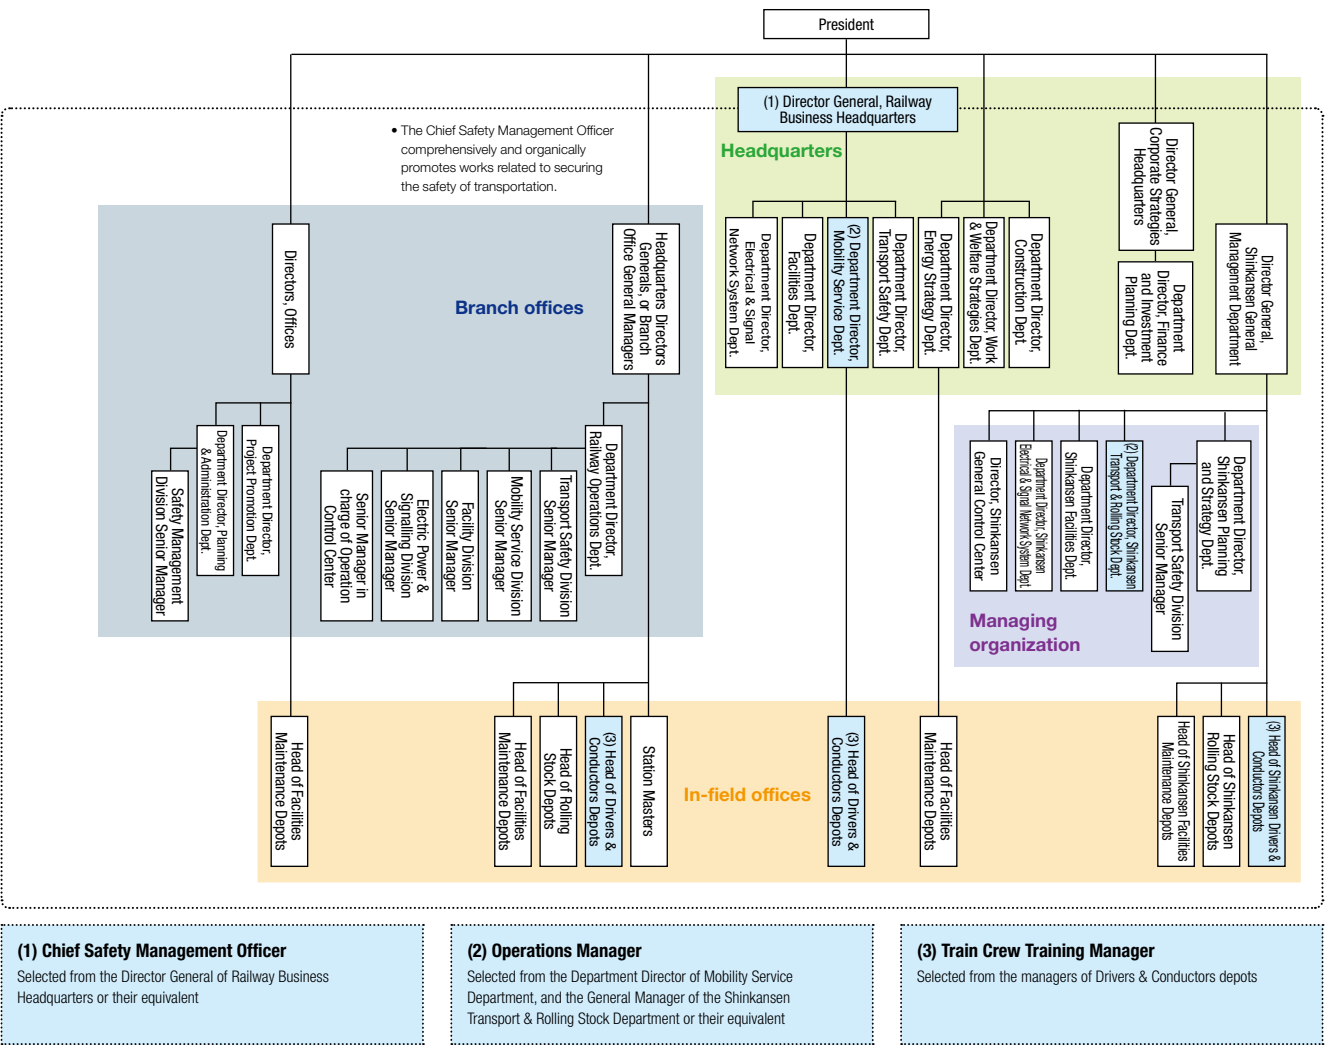 President
(1) Director General, Railway
Business Headquarters
• The Chief Safety Management Officer
comprehensively and organically
promotes works related to securing
the safety of transportation.
Headquarters
Director General,
Corporate Strategies
Headquarters
Directors, Offices
Branch offices
Headquarters Directors
Generals, or Branch
Office General Managers
Department Director,
Electrical & Signal
Network System Dept.
Department Director,
Facilities Dept.
(2) Department Director,
Mobility Service Dept.
Department Director,
Transport Safety Dept.
Department Director,
Energy Strategy Dept.
Department Director, Work
& Welfare Strategies Dept.
Department Director,
Construction Dept
Department
Director, Finance
and Investment
Planning Dept.
Director General,
Shinkansen General
Management Department
Safety Management
Division Senior Manager
Department Director, Planning
& Administration Dept.
Department Director,
Project Promotion Dept.
Senior Manager in
charge of Operation
Control Center
Electric Power &
Signalling Division
Senior Manager
Facility Division
Senior Manager
Mobility Service Division
Senior Manager
Transport Safety Division
Senior Manager
Department Director,
Railway Operations Dept.
Director, Shinkansen
General Control Center
Department Director, Shinkansen
Electrical & Signal Network System Dept.
Department Director,
Shinkansen Facilities Dept.
(2) Department Director, Shinkansen
Transport & Rolling Stock Dept.
Transport Safety Division
Senior Manager
Department Director,
Shinkansen Planning
and Strategy Dept.
Managing
organization
Head of Facilities
Maintenance Depots
Head of Facilities
Maintenance Depots
Head of Rolling
Stock Depots
(3) Head of Drivers &
Conductors Depots
Station Masters
In-field offices
(3) Head of Drivers &
Conductors Depots
Head of Facilities
Maintenance Depots
Head of Shinkansen Facilities
Maintenance Depots
Head of Shinkansen
Rolling Stock Depots
(3) Head of Shinkansen Drivers &
Conductors Depots
(1) Chief Safety Management Officer
Selected from the Director General of Railway Business
Headquarters or their equivalent
(2) Operations Manager
Selected from the Department Director of Mobility Service
Department, and the General Manager of the Shinkansen
Transport & Rolling Stock Department or their equivalent
(3) Train Crew Training Manager
Selected from the managers of Drivers & Conductors depots